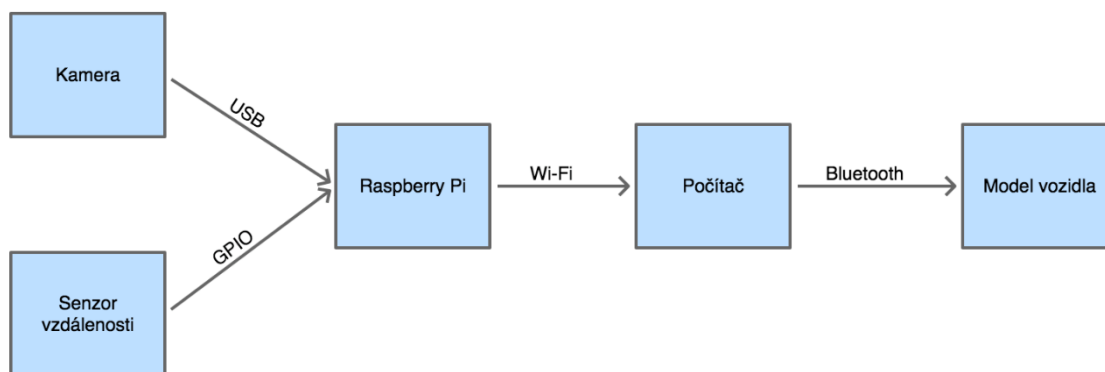 Kamera
USB
Raspberry Pi
Wi-Fi
Počítač
Bluetooth
Model vozidla
GPIO
Senzor
vzdálenosti